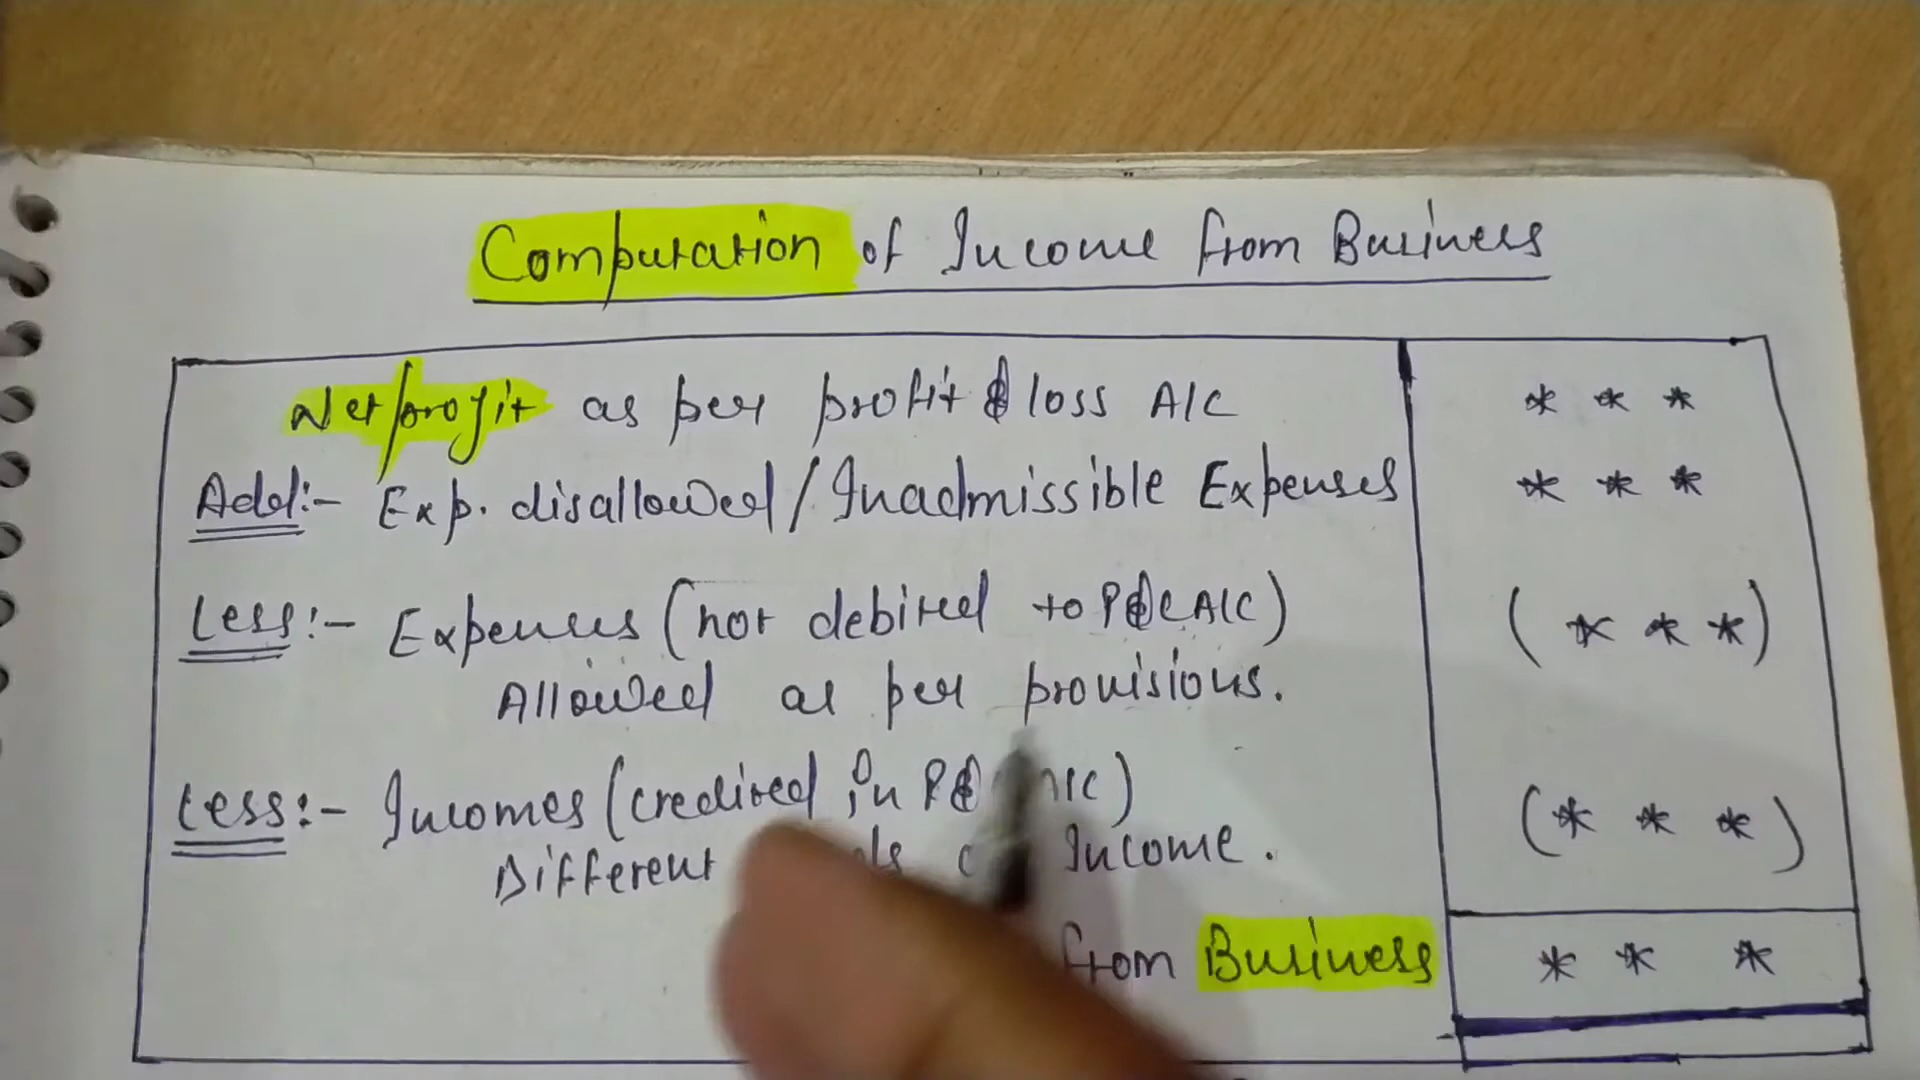 Computation of Income from Business
Net profit as per profit & loss A/C * * *
Add:- Exp. disallowed/Inadmissible Expenses * * *
Less:- Expenses (not debited to P&L A/C) (* * *)
Allowed as per provisions.
Less:- Incomes (credited in P& A/C) (* * *)
Different Income.
from Business * * *